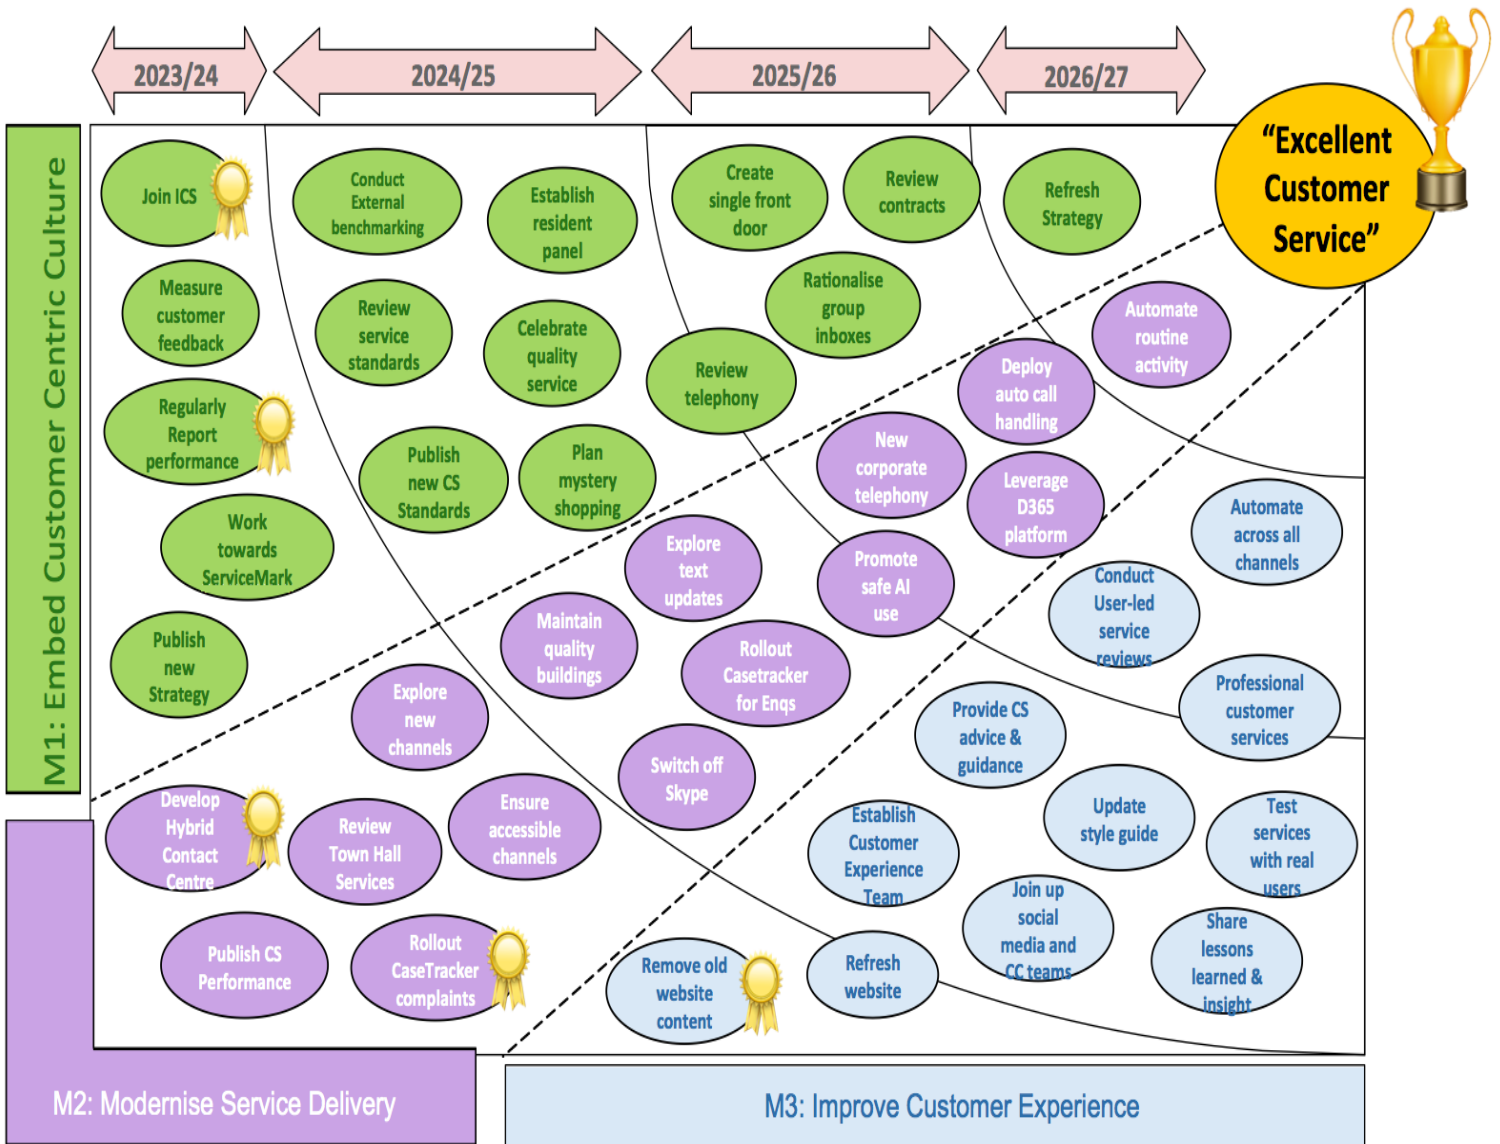 2023/24
2024/25
2025/26
2026/27
"Excellent
Customer
Service"
M1: Embed Customer Centric Culture
Join ICS
Measure
customer
feedback
Regularly
Report
performance
Work
towards
ServiceMark
Publish
new
Strategy
Conduct
External
benchmarking
Establish
resident
panel
Review
service
standards
Celebrate
quality
service
Publish
new CS
Standards
Plan
mystery
shopping
Create
single front
door
Review
contracts
Rationalise
group
inboxes
Review
telephony
Refresh
Strategy
Automate
routine
activity
Deploy
auto call
handling
New
corporate
telephony
Leverage
D365
platform
Explore
text
updates
Promote
safe AI
use
Maintain
quality
buildings
Rollout
Casetracker
for Enqs
Explore
new
channels
Switch off
Skype
Develop
Hybrid
Contact
Centre
Review
Town Hall
Services
Ensure
accessible
channels
Publish CS
Performance
Rollout
CaseTracker
complaints
Automate
across all
channels
Conduct
User-led
service
reviews
Professional
customer
services
Provide CS
advice &
guidance
Update
style guide
Test
services
with real
users
Establish
Customer
Experience
Team
Join up
social
media and
CC teams
Share
lessons
learned &
insight
Remove old
website
content
Refresh
website
M2: Modernise Service Delivery
M3: Improve Customer Experience